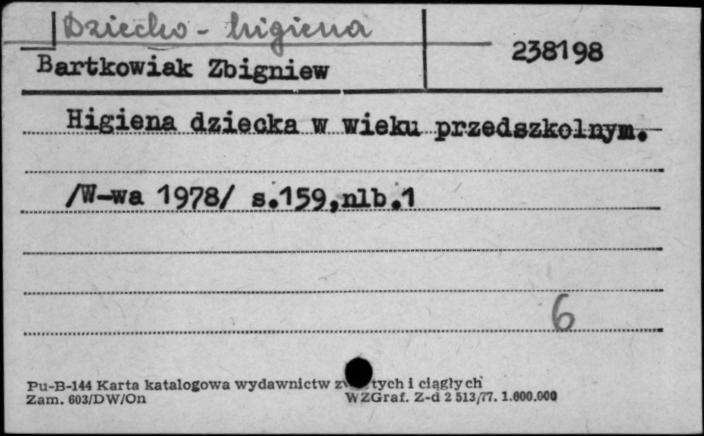 Dziecko - higiena
Bartkowiak Zbigniew
238198
Higiena dziecka w wieku przedszkolnym.
/W-wa 1978/ s.159,nlb.1
6
Pu-B-144 Karta katalogowa wydawnictw tych i ciągłych
Zam. 603/DW/On WZGraf. Z-d 2 513/77. 1.000.000